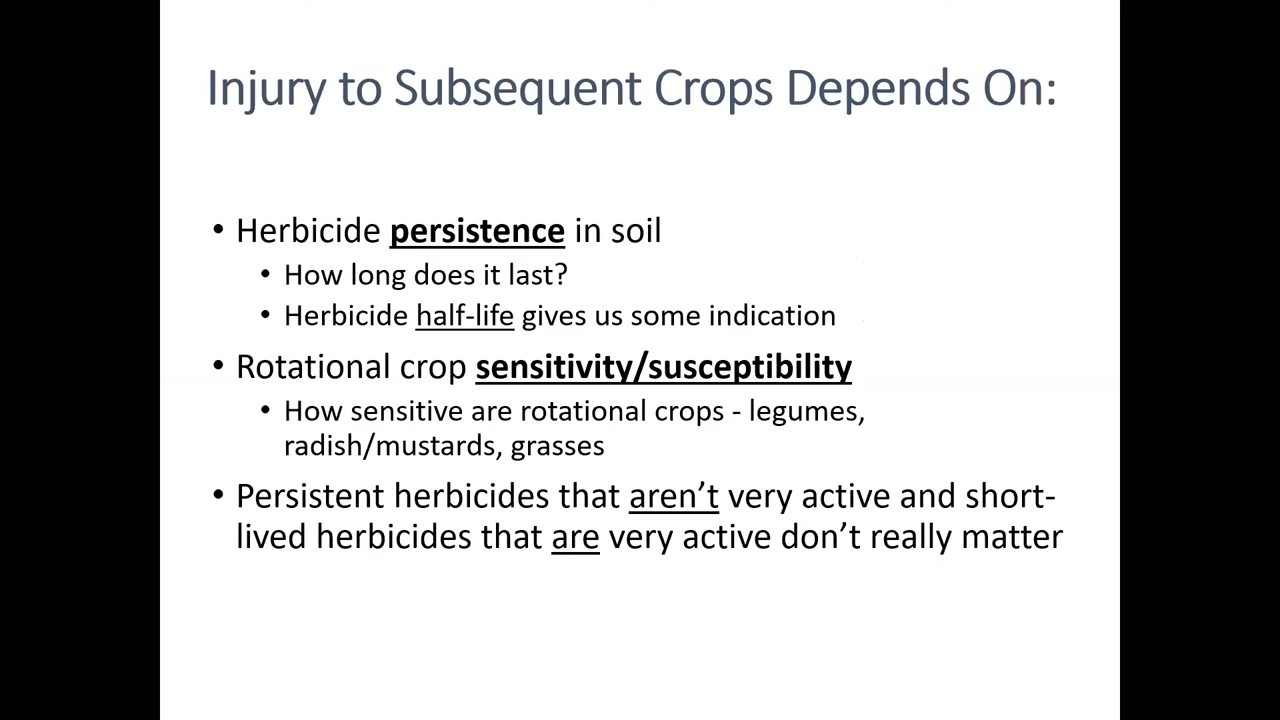 Injury to Subsequent Crops Depends On:
• Herbicide persistence in soil
• How long does it last?
• Herbicide half-life gives us some indication
• Rotational crop sensitivity/susceptibility
• How sensitive are rotational crops - legumes,
radish/mustards, grasses
• Persistent herbicides that aren’t very active and short-
lived herbicides that are very active don’t really matter